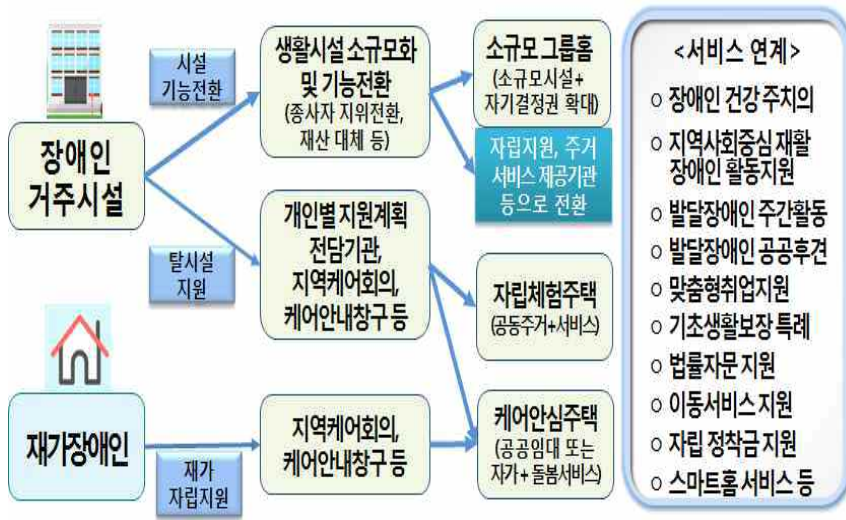 장애인
거주시설
시설
기능전환
생활시설 소규모화
및 기능전환
(종사자 지위전환,
재산 대체 등)
소규모 그룹홈
(소규모시설+
자기결정권 확대)
자립지원, 주거
서비스 제공기관
등으로 전환
탈시설
지원
개인별 지원계획
전담기관,
지역케어회의,
케어안내창구 등
자립체험주택
(공동주거+서비스)
재가장애인
재가
자립지원
지역케어회의,
케어안내창구 등
케어안심주택
(공공임대 또는
자가+돌봄서비스)
<서비스 연계>
○ 장애인 건강 주치의
○ 지역사회중심 재활
장애인 활동지원
○ 발달장애인 주간활동
○ 발달장애인 공공후견
○ 맞춤형취업지원
○ 기초생활보장 특례
○ 법률자문 지원
○ 이동서비스 지원
○ 자립 정착금 지원
○ 스마트홈 서비스 등